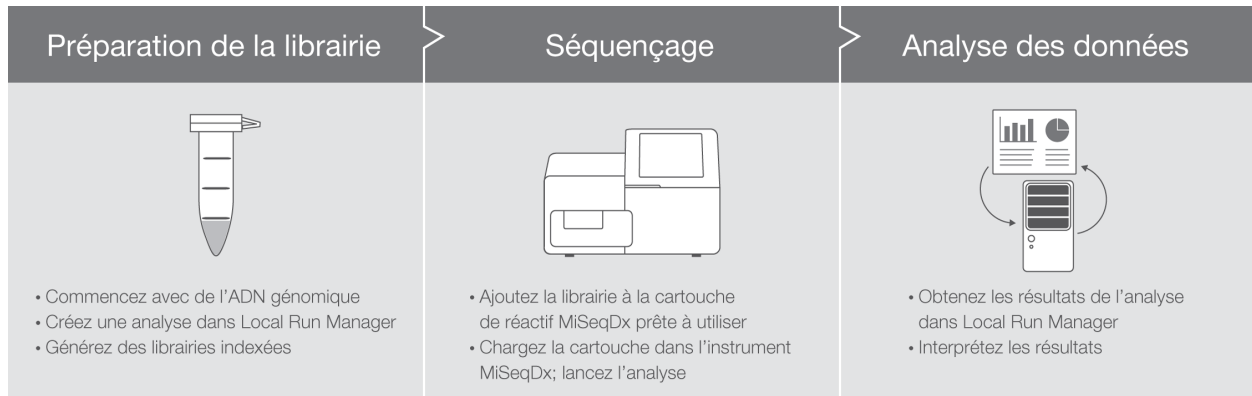 Préparation de la librairie
• Commencez avec de l'ADN génomique
• Créez une analyse dans Local Run Manager
• Générez des librairies indexées
Séquençage
• Ajoutez la librairie à la cartouche
de réactif MiSeqDx prête à utiliser
• Chargez la cartouche dans l'instrument
MiSeqDx; lancez l'analyse
Analyse des données
• Obtenez les résultats de l'analyse
dans Local Run Manager
• Interprétez les résultats